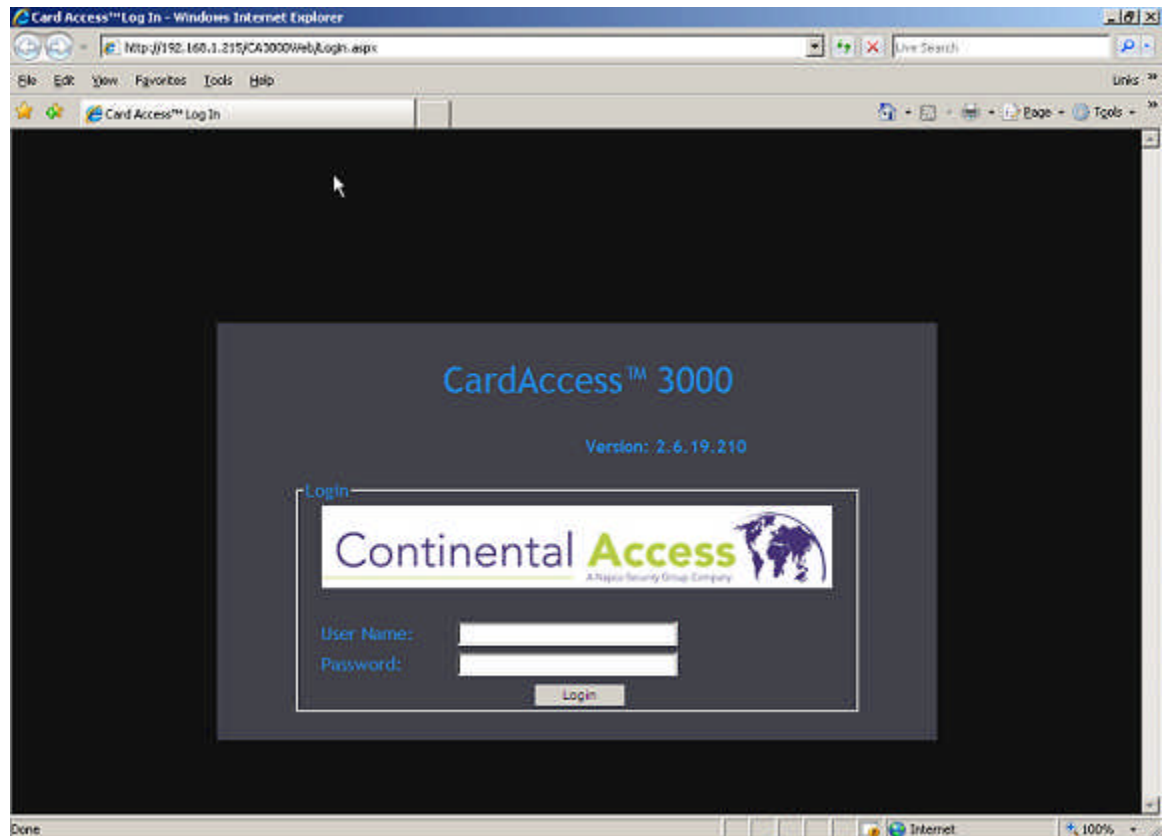 Card Access™ Log In - Windows Internet Explorer
http://192.168.1.215/CA3000Web/Login.aspx
Live Search
File Edit View Favorites Tools Help
Links »
Card Access™ Log In
Page Tools »
CardAccess™ 3000
Version: 2.6.19.210
Login
Continental Access
A Napco Security Group Company
User Name:
Password:
Login
Done
Internet
100%